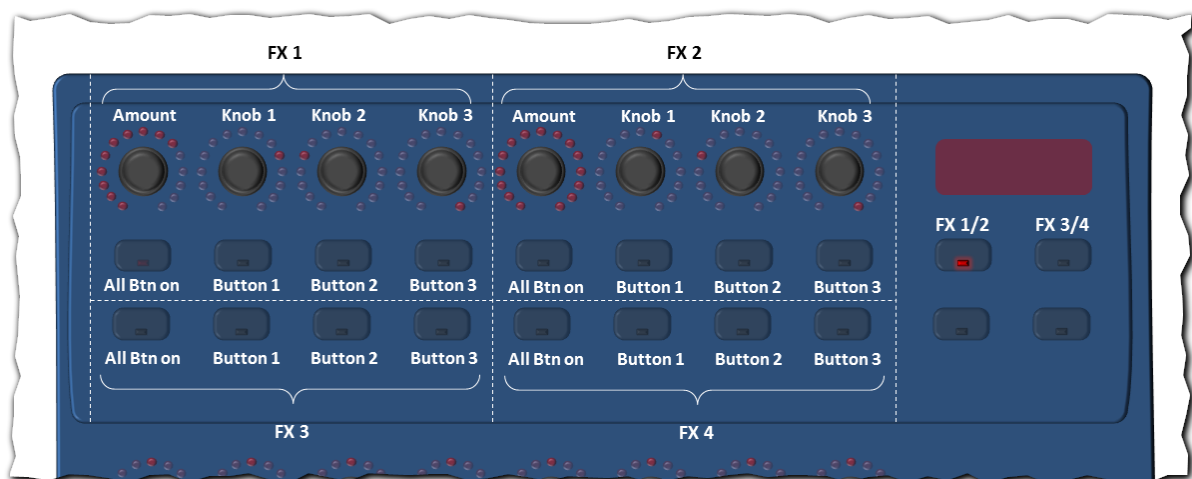 FX 1 FX 2
Amount Knob 1 Knob 2 Knob 3 Amount Knob 1 Knob 2 Knob 3
FX 1/2 FX 3/4
All Btn on Button 1 Button 2 Button 3 All Btn on Button 1 Button 2 Button 3
All Btn on Button 1 Button 2 Button 3 All Btn on Button 1 Button 2 Button 3
FX 3 FX 4